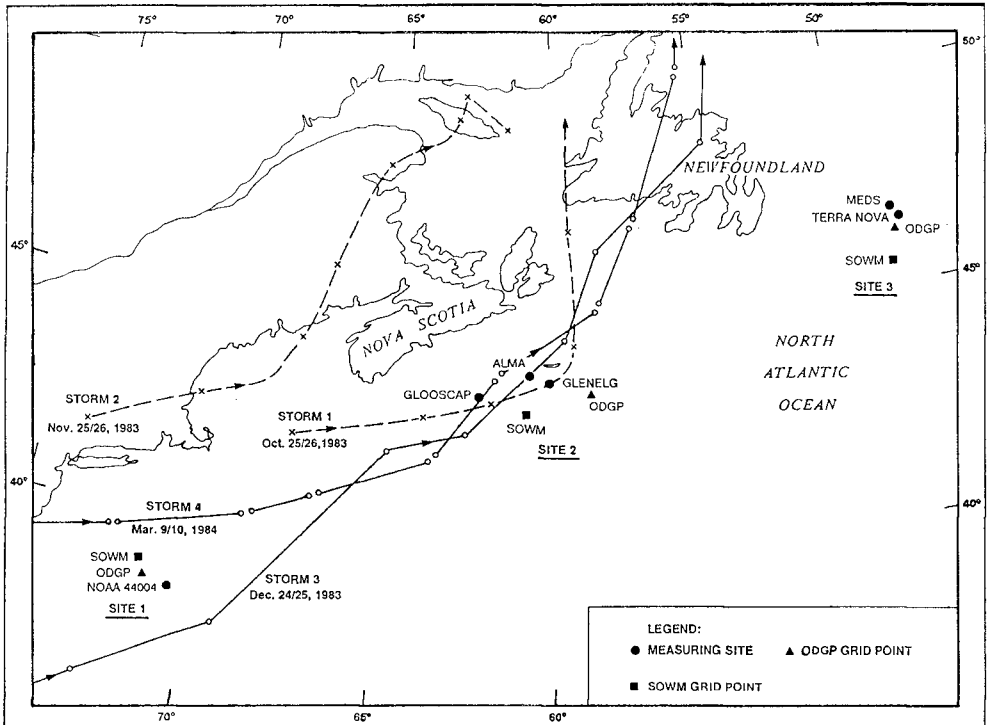 75° 70° 65° 60° 55° 50°
50°
NEWFOUNDLAND
MEDS
TERRA NOVA
ODGP
45°
SOWM
45°
SITE 3
NOVA SCOTIA
NORTH
ATLANTIC
OCEAN
ALMA
STORM 2
Nov. 25/26, 1983
GLOOSCAP
GLENELG
STORM 1
Oct. 25/26,1983
ODGP
SOWM
SITE 2
40°
40°
STORM 4
Mar. 9/10, 1984
SOWM
ODGP
NOAA 44004
SITE 1
STORM 3
Dec. 24/25, 1983
LEGEND:
MEASURING SITE
ODGP GRID POINT
SOWM GRID POINT
70° 65° 60°